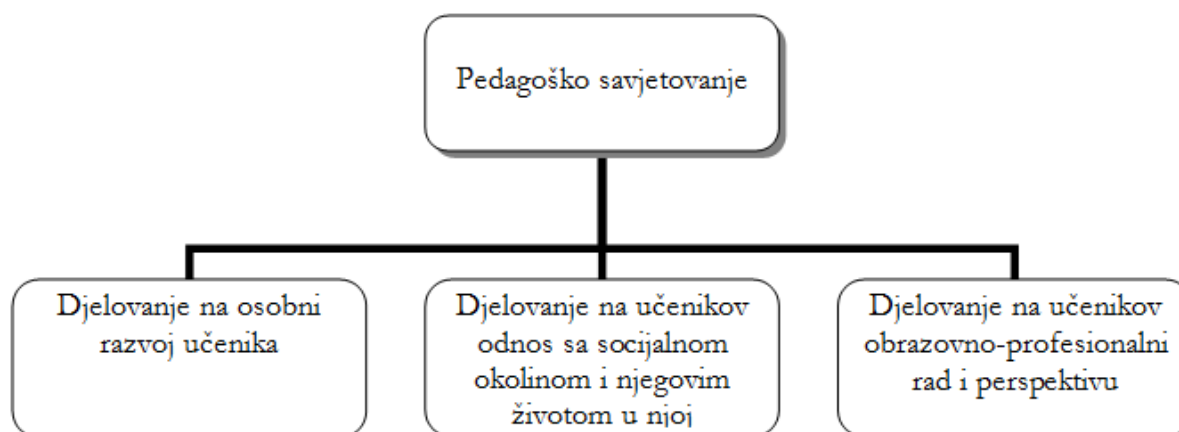 Pedagoško savjetovanje
Djelovanje na osobni
razvoj učenika
Djelovanje na učenikov
odnos sa socijalnom
okolinom i njegovim
životom u njoj
Djelovanje na učenikov
obrazovno-profesionalni
rad i perspektivu